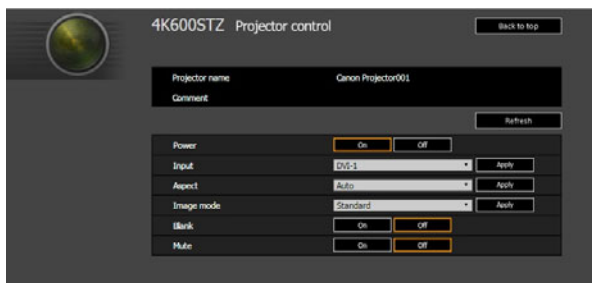 4K600STZ Projector control Back to top
Projector name Canon Projector001
Comment
Refresh
Power On Off
Input DVI-1 Apply
Aspect Auto Apply
Image mode Standard Apply
Blank On Off
Mute On Off